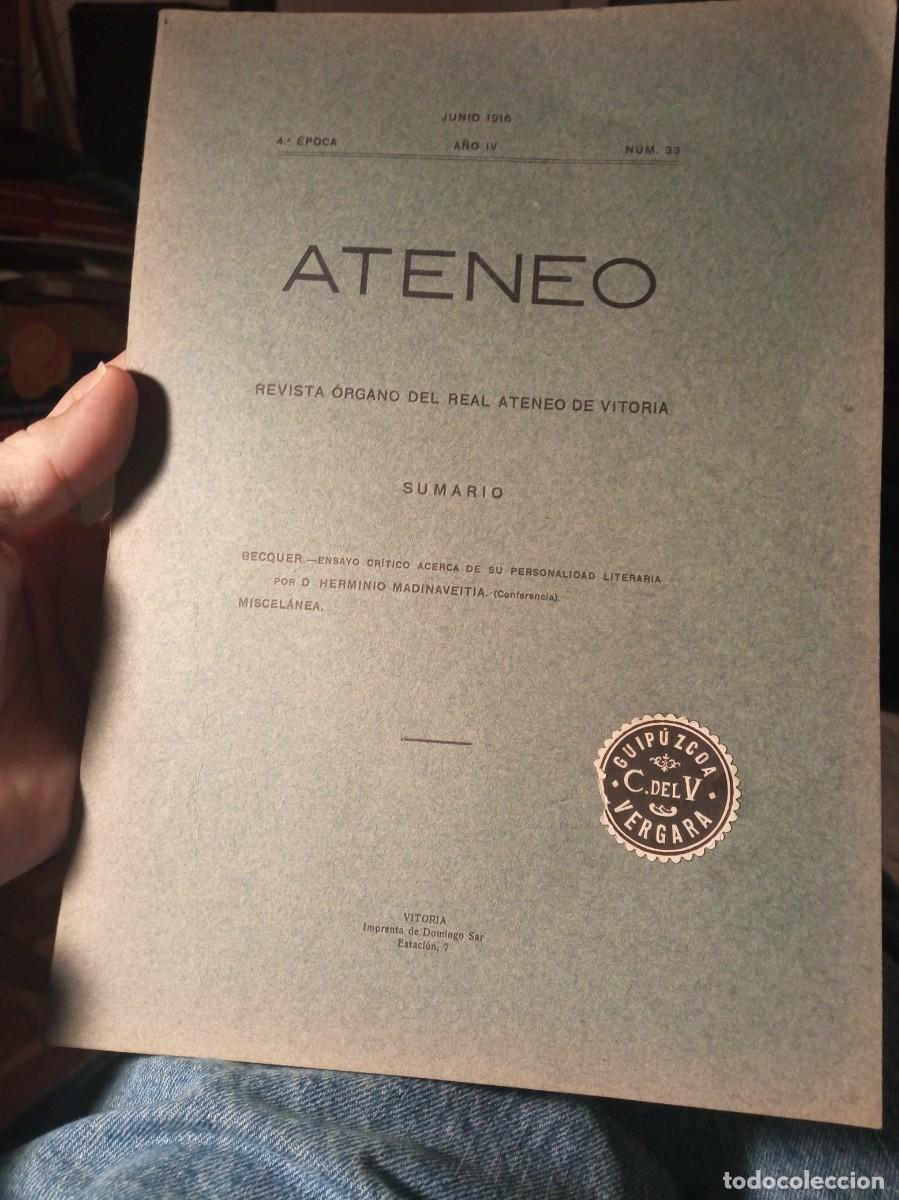 JUNIO 1916
4.ª ÉPOCA AÑO IV NÚM. 33
ATENEO
REVISTA ÓRGANO DEL REAL ATENEO DE VITORIA
SUMARIO
BECQUER.—ENSAYO CRÍTICO ACERCA DE SU PERSONALIDAD LITERARIA
POR D HERMINIO MADINAVEITIA. (Conferencia).
MISCELÁNEA.
GUIPÚZCOA
C. DEL V
VERGARA
VITORIA
Imprenta de Domingo Sar
Estación, 7
todocoleccion